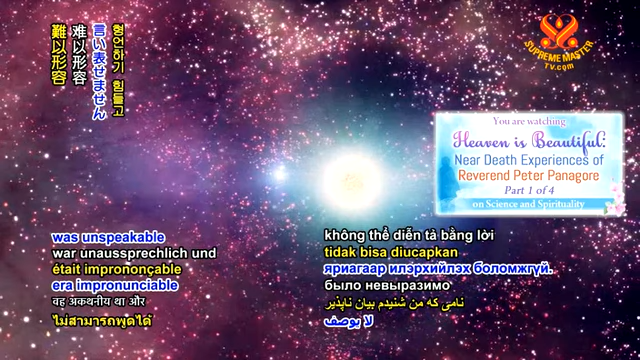 형언하기 힘들고
言い表せません
难以形容
難以形容
SUPREME MASTER
TV.com
You are watching
Heaven is Beautiful:
Near Death Experiences of
Reverend Peter Panagore
Part 1 of 4
on Science and Spirituality
was unspeakable
war unaussprechlich und
était imprononçable
era impronunciable
वह अकथनीय था और
ไม่สามารถพูดได้
không thể diễn tả bằng lời
tidak bisa diucapkan
яриагаар илэрхийлэх боломжгүй.
было невыразимо
نامی که من شنیدم بیان ناپذیر
لا يوصف